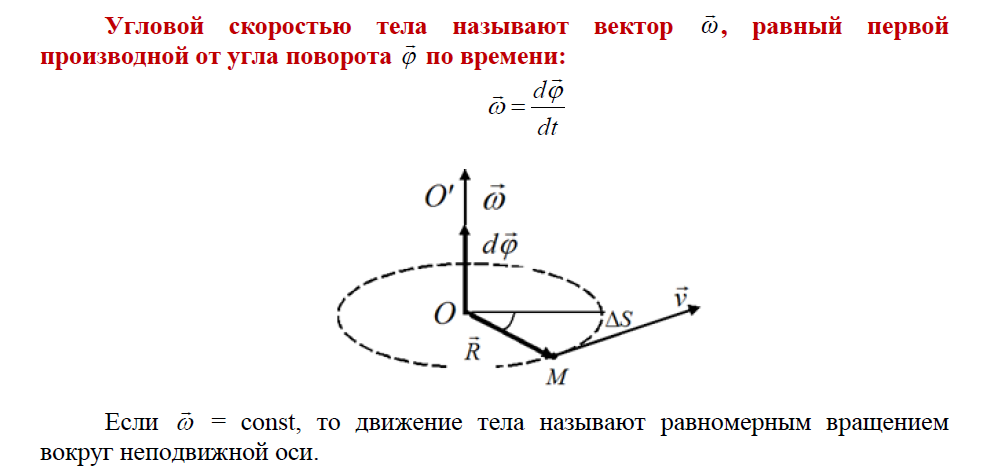 Угловой скоростью тела называют вектор ω⃗, равный первой
производной от угла поворота φ⃗ по времени:
ω⃗ = dφ⃗/dt
O′ ω⃗
dφ⃗
v⃗
O ΔS
R⃗
M
Если ω⃗ = const, то движение тела называют равномерным вращением
вокруг неподвижной оси.